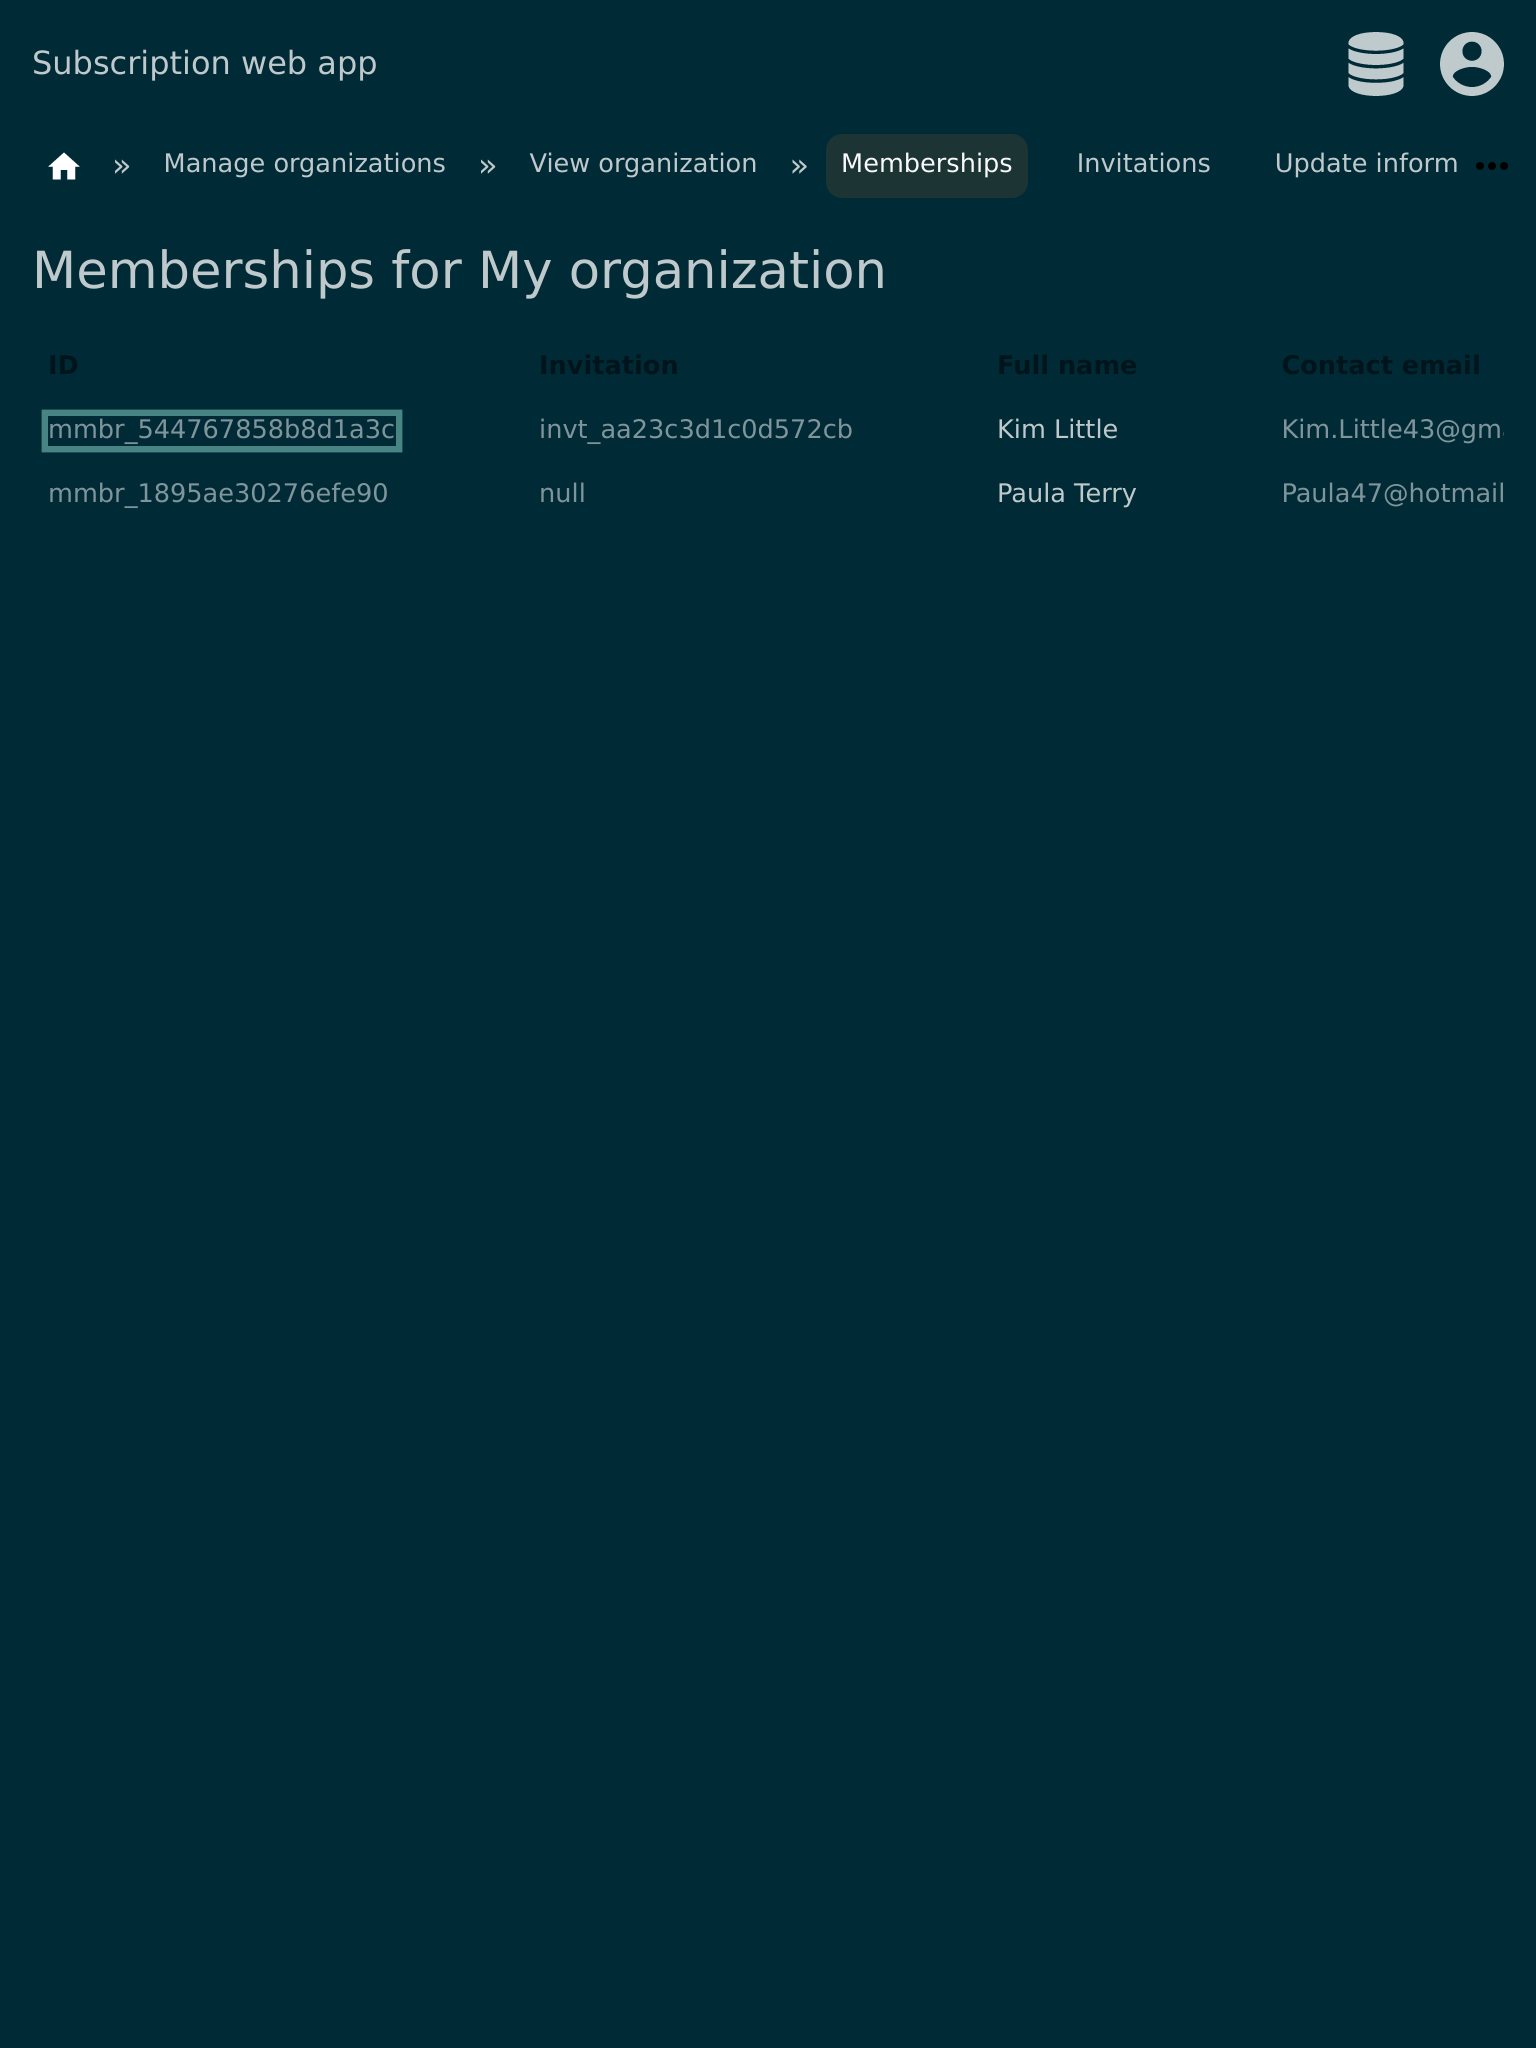 Subscription web app
» Manage organizations » View organization » Memberships Invitations Update inform
Memberships for My organization
ID Invitation Full name Contact email
mmbr_544767858b8d1a3c invt_aa23c3d1c0d572cb Kim Little Kim.Little43@gm
mmbr_1895ae30276efe90 null Paula Terry Paula47@hotmail